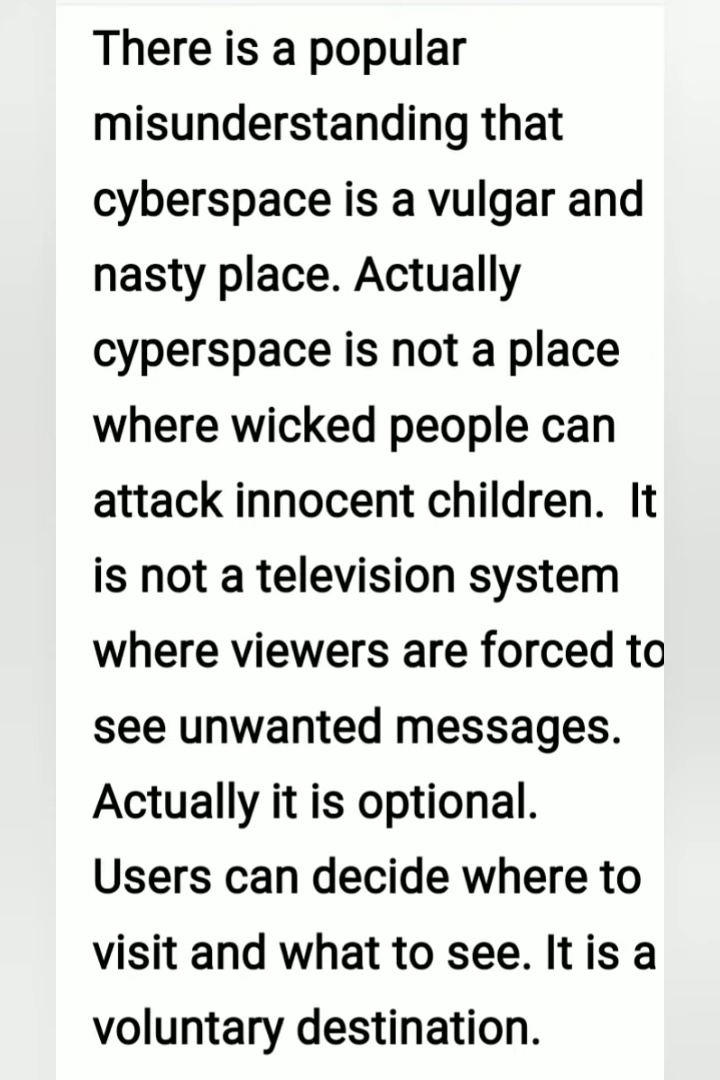 There is a popular
misunderstanding that
cyberspace is a vulgar and
nasty place. Actually
cyperspace is not a place
where wicked people can
attack innocent children.  It
is not a television system
where viewers are forced to
see unwanted messages.
Actually it is optional.
Users can decide where to
visit and what to see. It is a
voluntary destination.